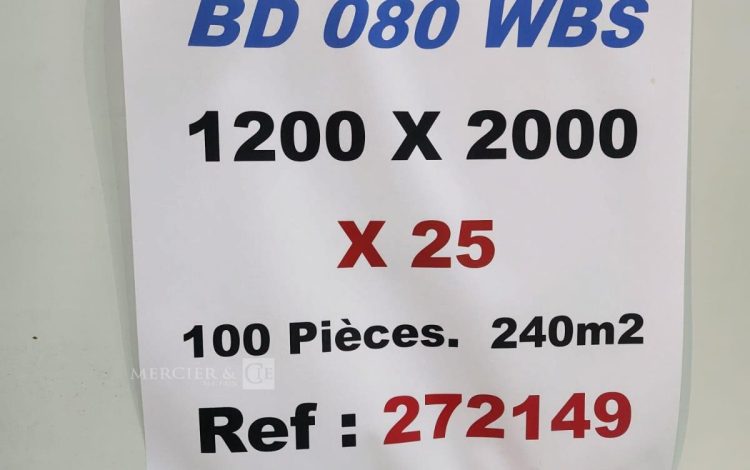 BD 080 WBS
1200 X 2000
X 25
100 Pièces. 240m2
MERCIER & CIE
Ref : 272149